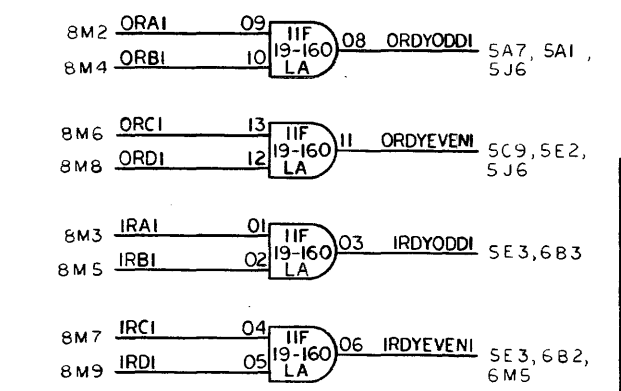 8M2 ORA1 09 11F 19-160 LA 08 ORDYODD1 5A7, 5A1,
8M4 ORB1 10 5J6
8M6 ORC1 13 11F 19-160 LA 11 ORDYEVEN1 5C9, 5E2,
8M8 ORD1 12 5J6
8M3 IRA1 01 11F 19-160 LA 03 IRDYODD1 5E3, 6B3
8M5 IRB1 02
8M7 IRC1 04 11F 19-160 LA 06 IRDYEVEN1 5E3, 6B2,
8M9 IRD1 05 6M5